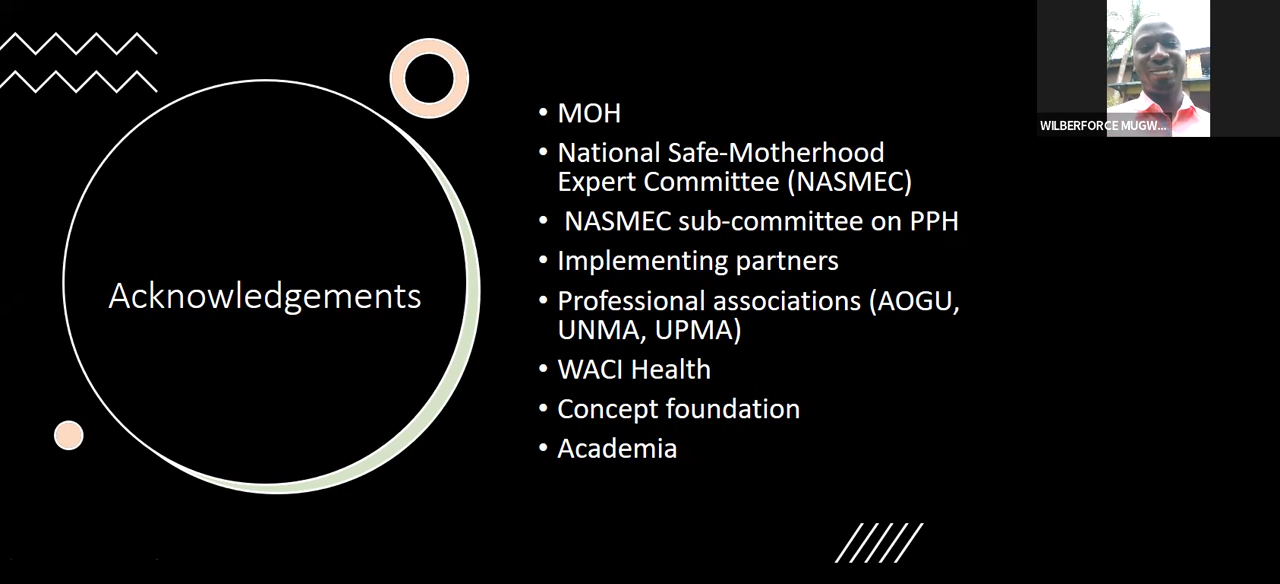 Acknowledgements
• MOH
• National Safe-Motherhood
Expert Committee (NASMEC)
• NASMEC sub-committee on PPH
• Implementing partners
• Professional associations (AOGU,
UNMA, UPMA)
• WACI Health
• Concept foundation
• Academia
WILBERFORCE MUGW...